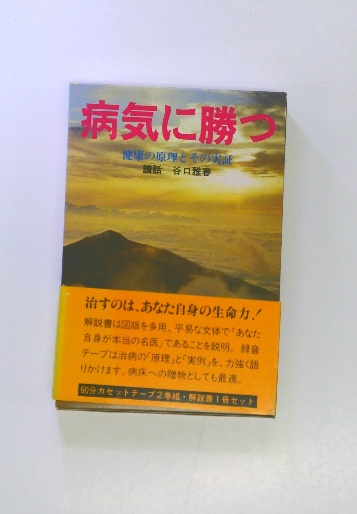 病気に勝つ
健康の原理とその実証
講話 谷口雅春
治すのは、あなた自身の生命力!
解説書は図版を多用、平易な文体で「あなた
自身が本当の名医」であることを説明。録音
テープは治病の「原理」と「実例」を、力強く語
りかけます。病床への贈物としても最適。
60分カセットテープ2巻組・解説書1冊セット